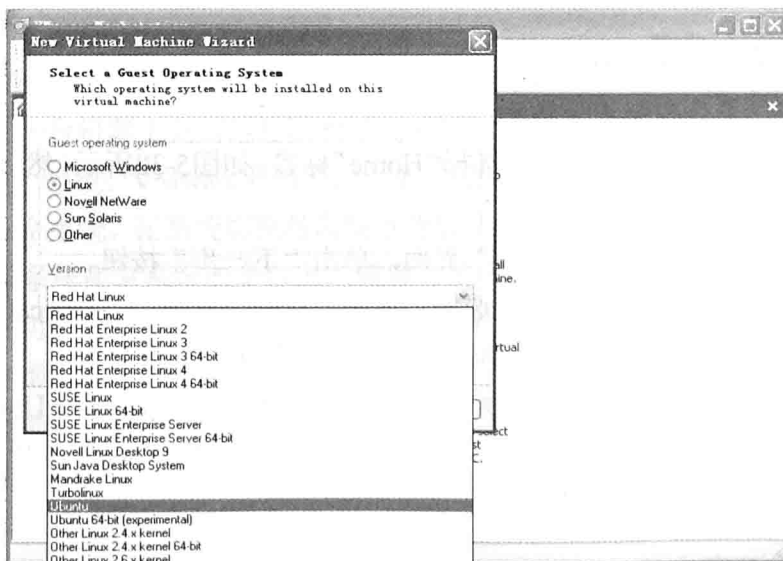 New Virtual Machine Wizard
Select a Guest Operating System
Which operating system will be installed on this
virtual machine?
Guest operating system
Microsoft Windows
Linux
Novell NetWare
Sun Solaris
Other
Version
Red Hat Linux
Red Hat Linux
Red Hat Enterprise Linux 2
Red Hat Enterprise Linux 3
Red Hat Enterprise Linux 3 64-bit
Red Hat Enterprise Linux 4
Red Hat Enterprise Linux 4 64-bit
SUSE Linux
SUSE Linux 64-bit
SUSE Linux Enterprise Server
SUSE Linux Enterprise Server 64-bit
Novell Linux Desktop 9
Sun Java Desktop System
Mandrake Linux
Turbolinux
Ubuntu
Ubuntu 64-bit (experimental)
Other Linux 2.4.x kernel
Other Linux 2.4.x kernel 64-bit
Other Linux 2.6.x kernel
all
ine.
rtual
select
st
C.